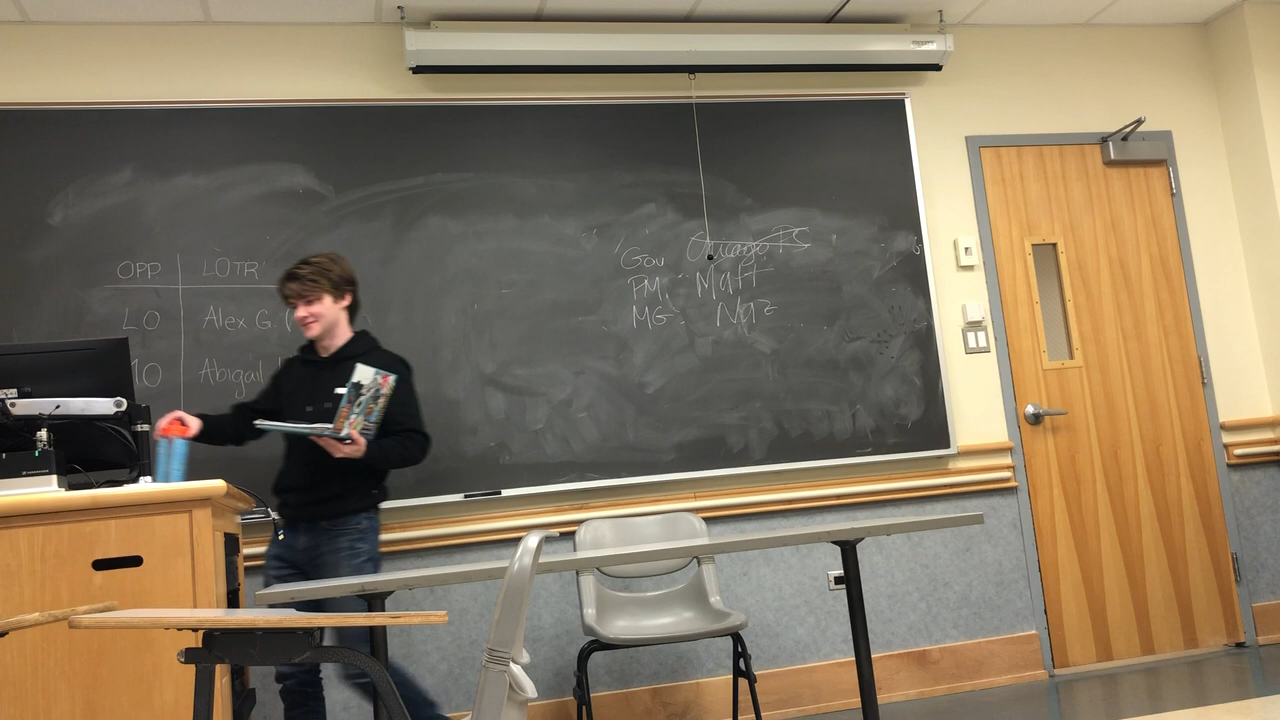 OPP LOTR
LO Alex G.
MO Abigail
Gov Chicago PS
PM. Matt
MG: Naz